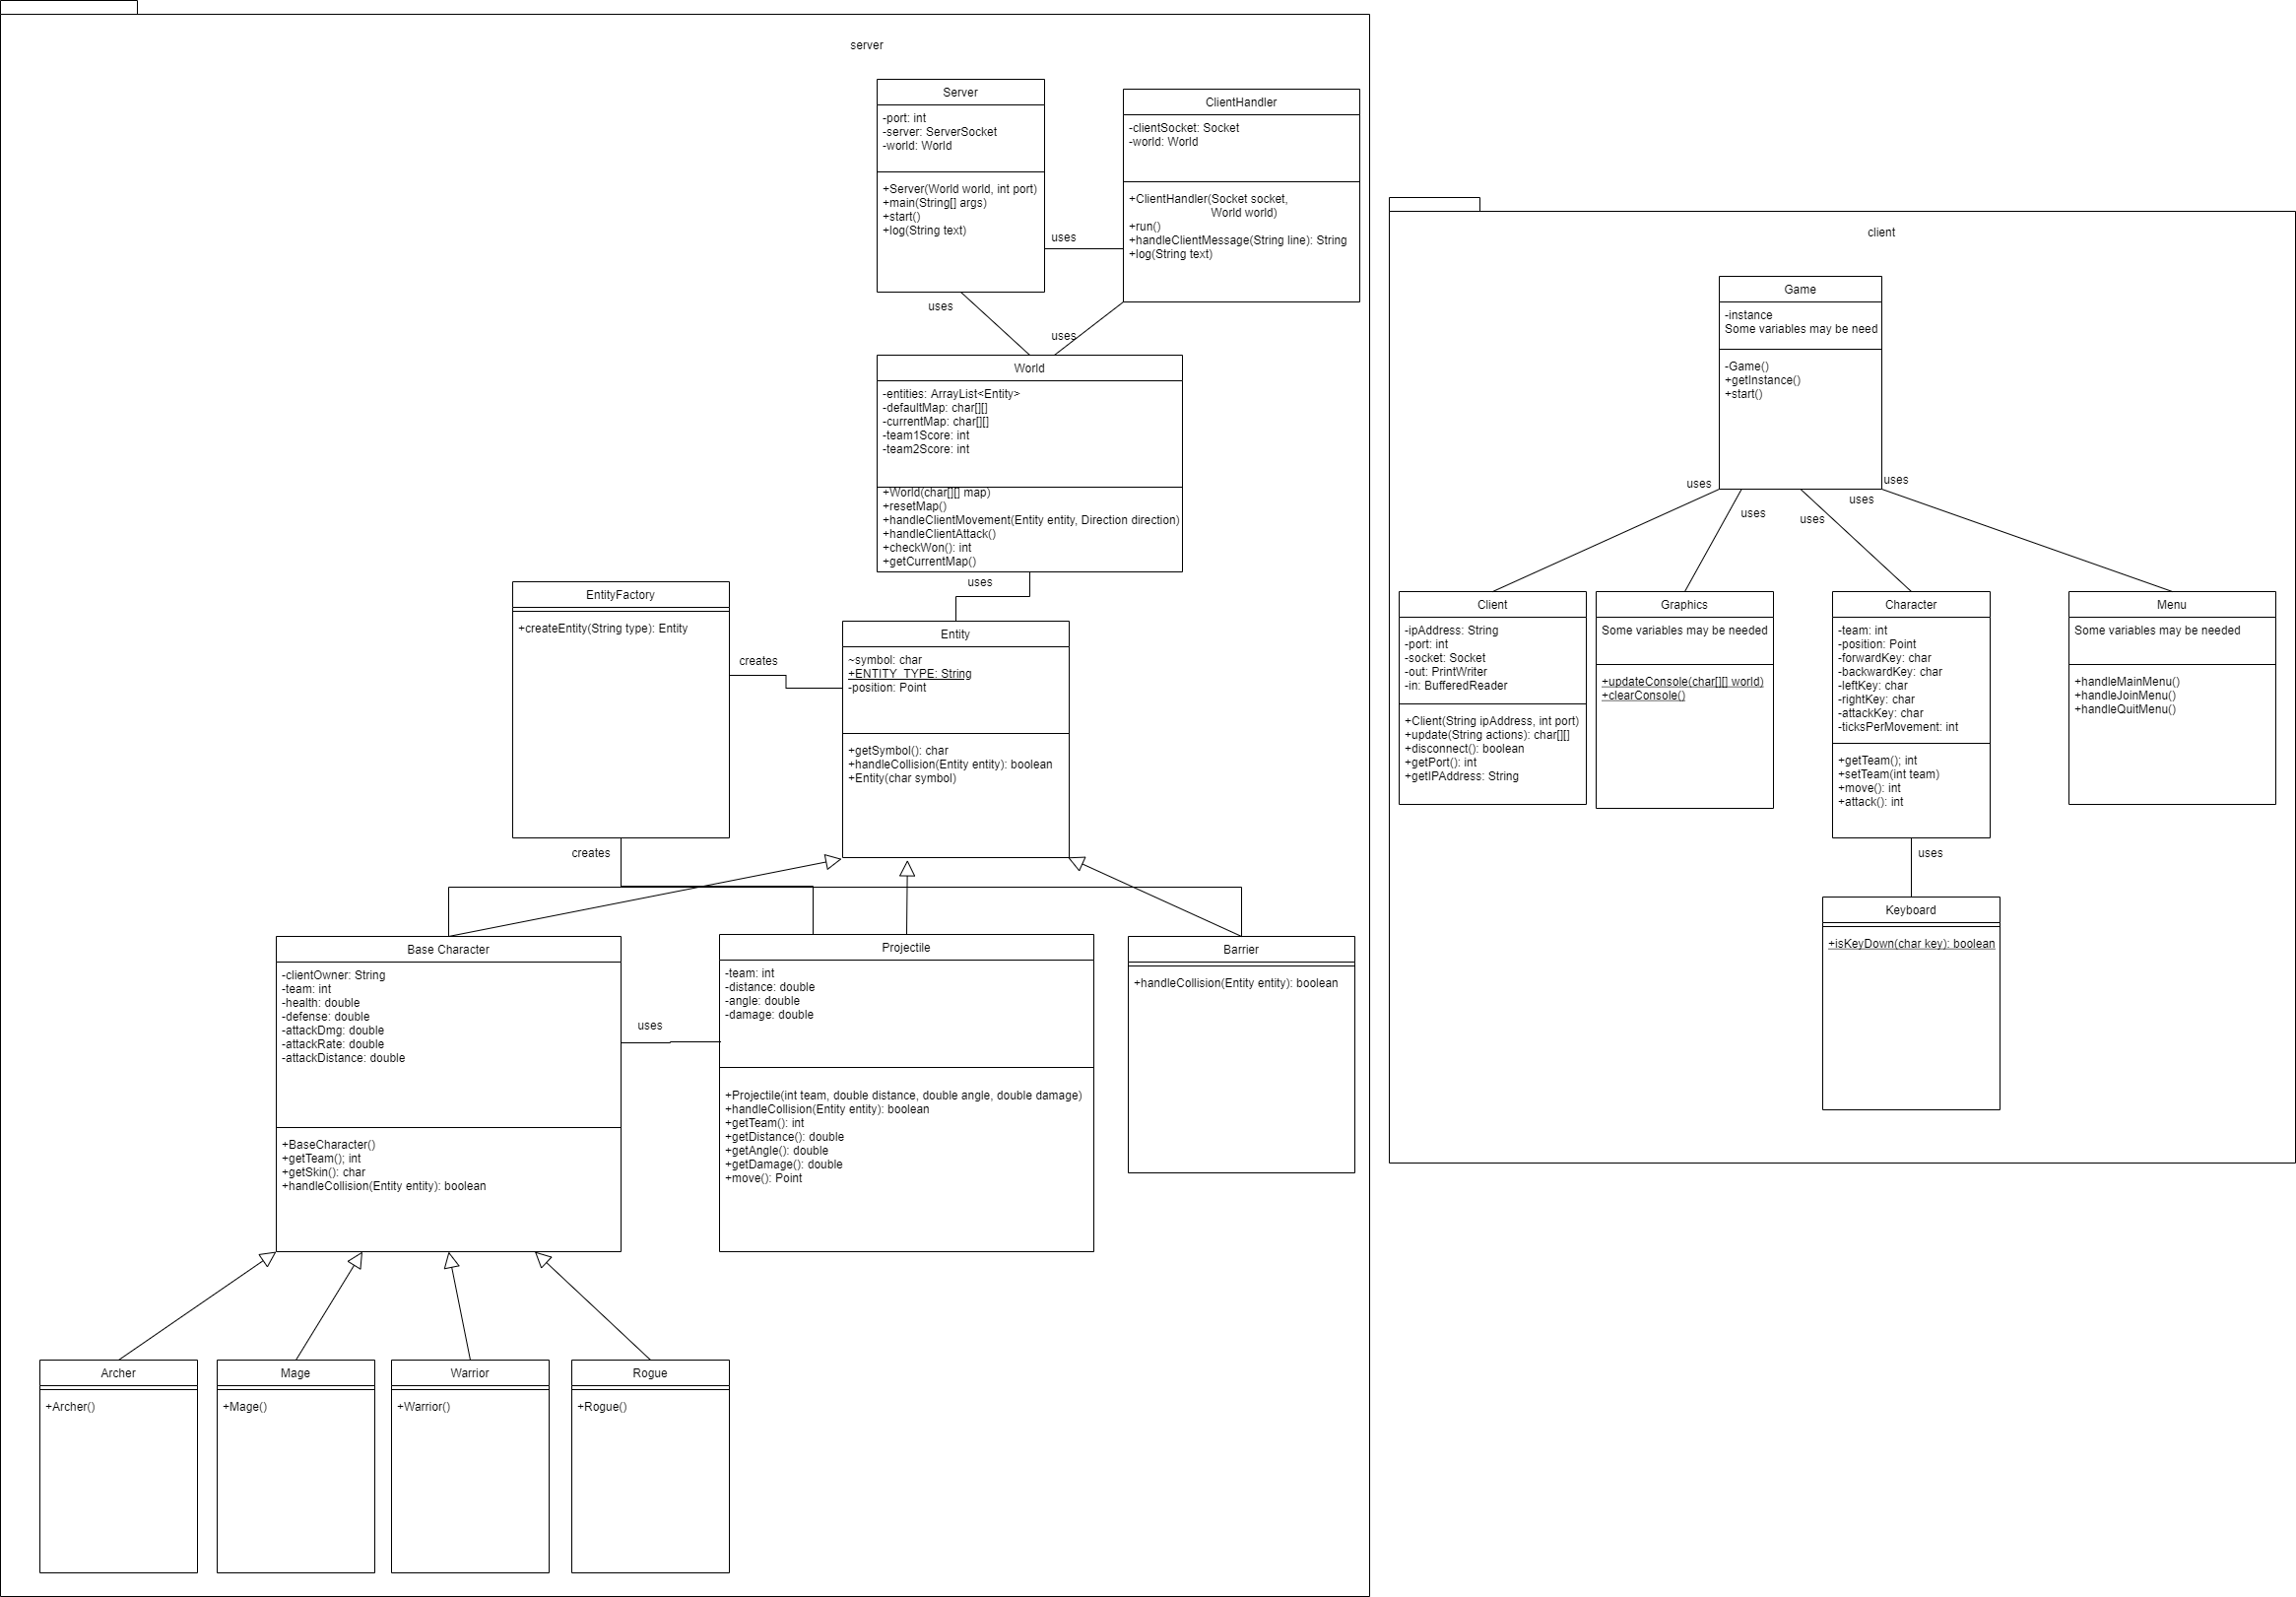 server
Server
-port: int
-server: ServerSocket
-world: World
+Server(World world, int port)
+main(String[] args)
+start()
+log(String text)
uses
ClientHandler
-clientSocket: Socket
-world: World
+ClientHandler(Socket socket,
World world)
+run()
+handleClientMessage(String line): String
+log(String text)
uses
uses
World
-entities: ArrayList<Entity>
-defaultMap: char[][]
-currentMap: char[][]
-team1Score: int
-team2Score: int
+World(char[][] map)
+resetMap()
+handleClientMovement(Entity entity, Direction direction)
+handleClientAttack()
+checkWon(): int
+getCurrentMap()
uses
EntityFactory
+createEntity(String type): Entity
creates
Entity
~symbol: char
+ENTITY_TYPE: String
-position: Point
+getSymbol(): char
+handleCollision(Entity entity): boolean
+Entity(char symbol)
creates
Base Character
-clientOwner: String
-team: int
-health: double
-defense: double
-attackDmg: double
-attackRate: double
-attackDistance: double
+BaseCharacter()
+getTeam(); int
+getSkin(): char
+handleCollision(Entity entity): boolean
uses
Projectile
-team: int
-distance: double
-angle: double
-damage: double
+Projectile(int team, double distance, double angle, double damage)
+handleCollision(Entity entity): boolean
+getTeam(): int
+getDistance(): double
+getAngle(): double
+getDamage(): double
+move(): Point
Barrier
+handleCollision(Entity entity): boolean
Archer
+Archer()
Mage
+Mage()
Warrior
+Warrior()
Rogue
+Rogue()
client
Game
-instance
Some variables may be need
-Game()
+getInstance()
+start()
uses
uses
uses
uses
uses
Client
-ipAddress: String
-port: int
-socket: Socket
-out: PrintWriter
-in: BufferedReader
+Client(String ipAddress, int port)
+update(String actions): char[][]
+disconnect(): boolean
+getPort(): int
+getIPAddress: String
Graphics
Some variables may be needed
+updateConsole(char[][] world)
+clearConsole()
Character
-team: int
-position: Point
-forwardKey: char
-backwardKey: char
-leftKey: char
-rightKey: char
-attackKey: char
-ticksPerMovement: int
+getTeam(); int
+setTeam(int team)
+move(): int
+attack(): int
Menu
Some variables may be needed
+handleMainMenu()
+handleJoinMenu()
+handleQuitMenu()
uses
Keyboard
+isKeyDown(char key): boolean